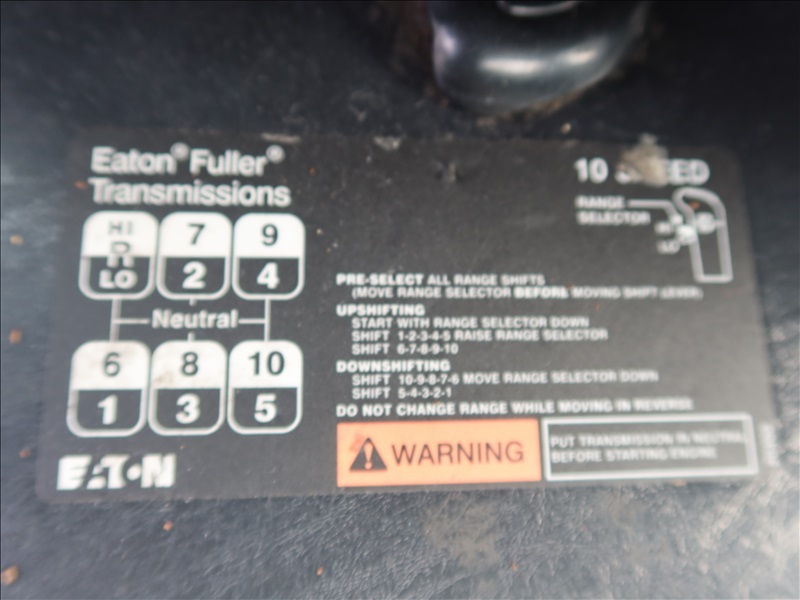 Eaton® Fuller®
Transmissions
10 SPEED
RANGE
SELECTOR
HI
LO
HI 7 9
R
LO 2 4
Neutral
6 8 10
1 3 5
PRE-SELECT ALL RANGE SHIFTS
(MOVE RANGE SELECTOR BEFORE MOVING SHIFT LEVER)
UPSHIFTING
START WITH RANGE SELECTOR DOWN
SHIFT 1-2-3-4-5 RAISE RANGE SELECTOR
SHIFT 6-7-8-9-10
DOWNSHIFTING
SHIFT 10-9-8-7-6 MOVE RANGE SELECTOR DOWN
SHIFT 5-4-3-2-1
DO NOT CHANGE RANGE WHILE MOVING IN REVERSE
WARNING
PUT TRANSMISSION IN NEUTRAL
BEFORE STARTING ENGINE
EATON